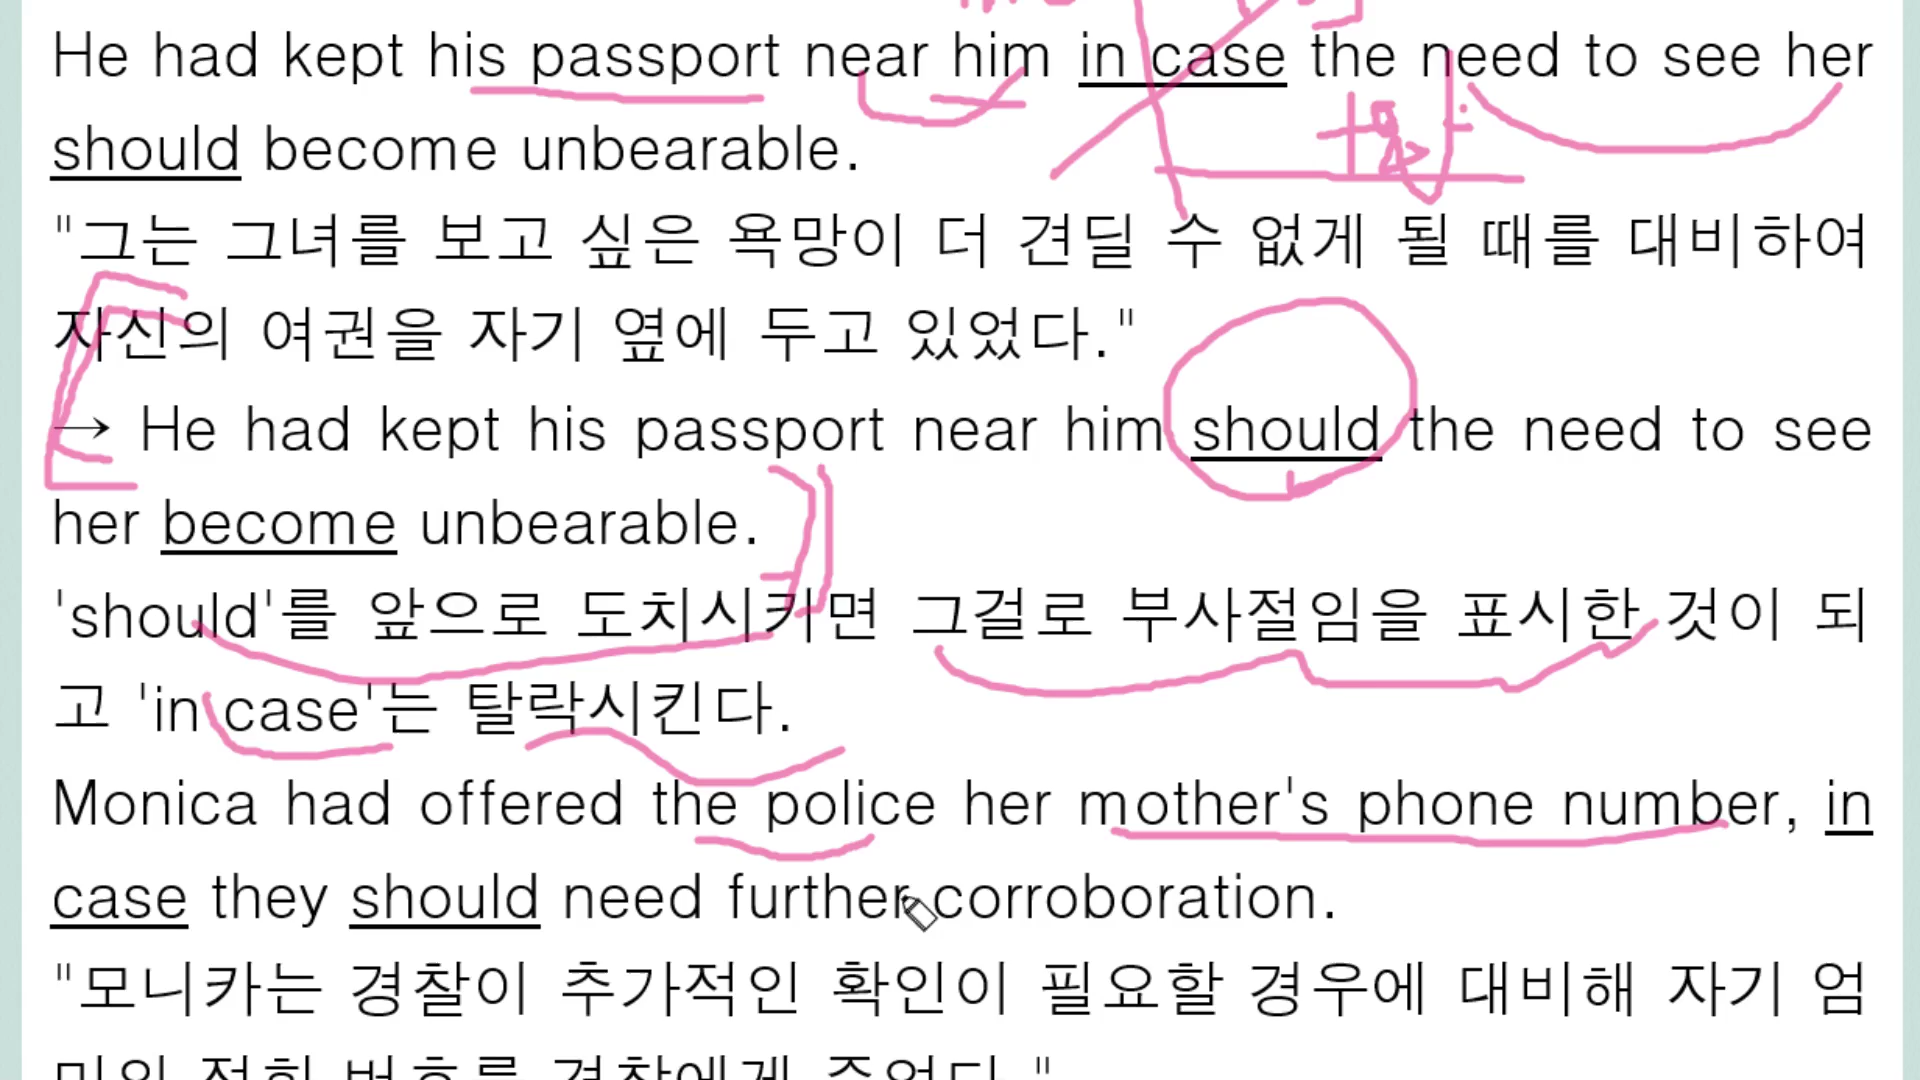 He had kept his passport near him in case the need to see her
should become unbearable.
"그는 그녀를 보고 싶은 욕망이 더 견딜 수 없게 될 때를 대비하여
자신의 여권을 자기 옆에 두고 있었다."
→ He had kept his passport near him should the need to see
her become unbearable.
'should'를 앞으로 도치시키면 그걸로 부사절임을 표시한 것이 되
고 'in case'는 탈락시킨다.
Monica had offered the police her mother's phone number, in
case they should need further corroboration.
"모니카는 경찰이 추가적인 확인이 필요할 경우에 대비해 자기 엄